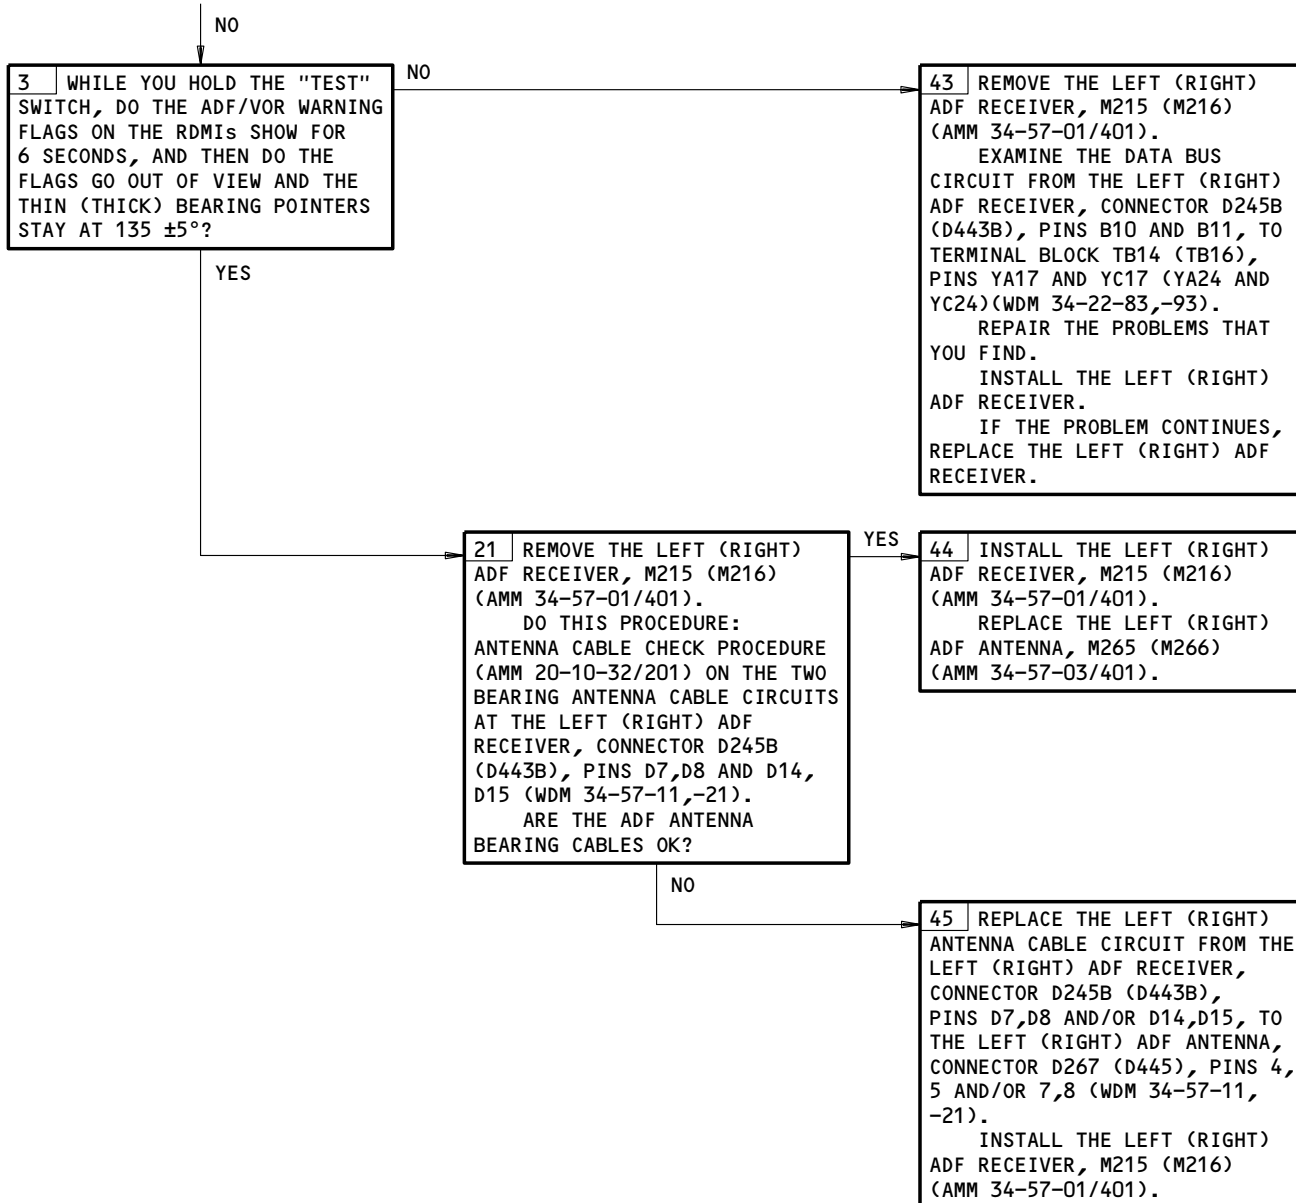 NO
3 WHILE YOU HOLD THE "TEST"
SWITCH, DO THE ADF/VOR WARNING
FLAGS ON THE RDMIs SHOW FOR
6 SECONDS, AND THEN DO THE
FLAGS GO OUT OF VIEW AND THE
THIN (THICK) BEARING POINTERS
STAY AT 135 ±5°?
NO
YES
43 REMOVE THE LEFT (RIGHT)
ADF RECEIVER, M215 (M216)
(AMM 34-57-01/401).
EXAMINE THE DATA BUS
CIRCUIT FROM THE LEFT (RIGHT)
ADF RECEIVER, CONNECTOR D245B
(D443B), PINS B10 AND B11, TO
TERMINAL BLOCK TB14 (TB16),
PINS YA17 AND YC17 (YA24 AND
YC24)(WDM 34-22-83,-93).
REPAIR THE PROBLEMS THAT
YOU FIND.
INSTALL THE LEFT (RIGHT)
ADF RECEIVER.
IF THE PROBLEM CONTINUES,
REPLACE THE LEFT (RIGHT) ADF
RECEIVER.
21 REMOVE THE LEFT (RIGHT)
ADF RECEIVER, M215 (M216)
(AMM 34-57-01/401).
DO THIS PROCEDURE:
ANTENNA CABLE CHECK PROCEDURE
(AMM 20-10-32/201) ON THE TWO
BEARING ANTENNA CABLE CIRCUITS
AT THE LEFT (RIGHT) ADF
RECEIVER, CONNECTOR D245B
(D443B), PINS D7,D8 AND D14,
D15 (WDM 34-57-11,-21).
ARE THE ADF ANTENNA
BEARING CABLES OK?
YES
NO
44 INSTALL THE LEFT (RIGHT)
ADF RECEIVER, M215 (M216)
(AMM 34-57-01/401).
REPLACE THE LEFT (RIGHT)
ADF ANTENNA, M265 (M266)
(AMM 34-57-03/401).
45 REPLACE THE LEFT (RIGHT)
ANTENNA CABLE CIRCUIT FROM THE
LEFT (RIGHT) ADF RECEIVER,
CONNECTOR D245B (D443B),
PINS D7,D8 AND/OR D14,D15, TO
THE LEFT (RIGHT) ADF ANTENNA,
CONNECTOR D267 (D445), PINS 4,
5 AND/OR 7,8 (WDM 34-57-11,
-21).
INSTALL THE LEFT (RIGHT)
ADF RECEIVER, M215 (M216)
(AMM 34-57-01/401).